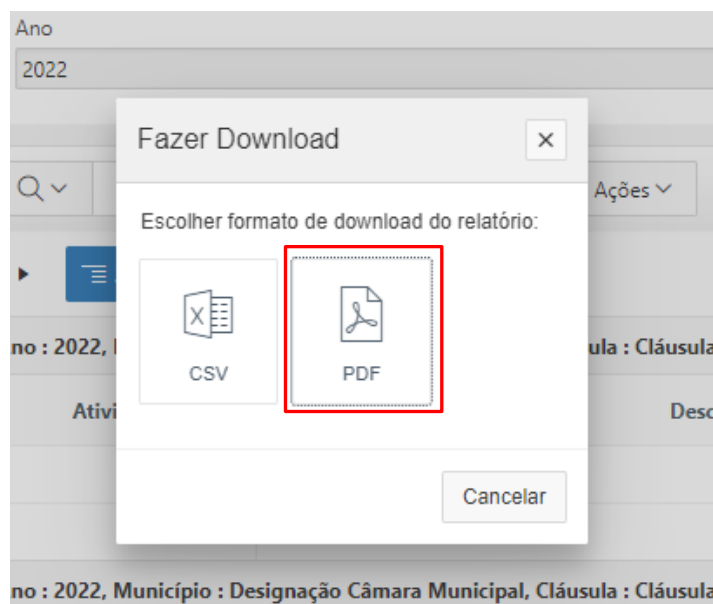 Ano
2022
Fazer Download
Ações
Escolher formato de download do relatório:
CSV
PDF
no : 2022,
ula : Cláusula
Ativi
Desc
Cancelar
no : 2022, Município : Designação Câmara Municipal, Cláusula : Cláusula